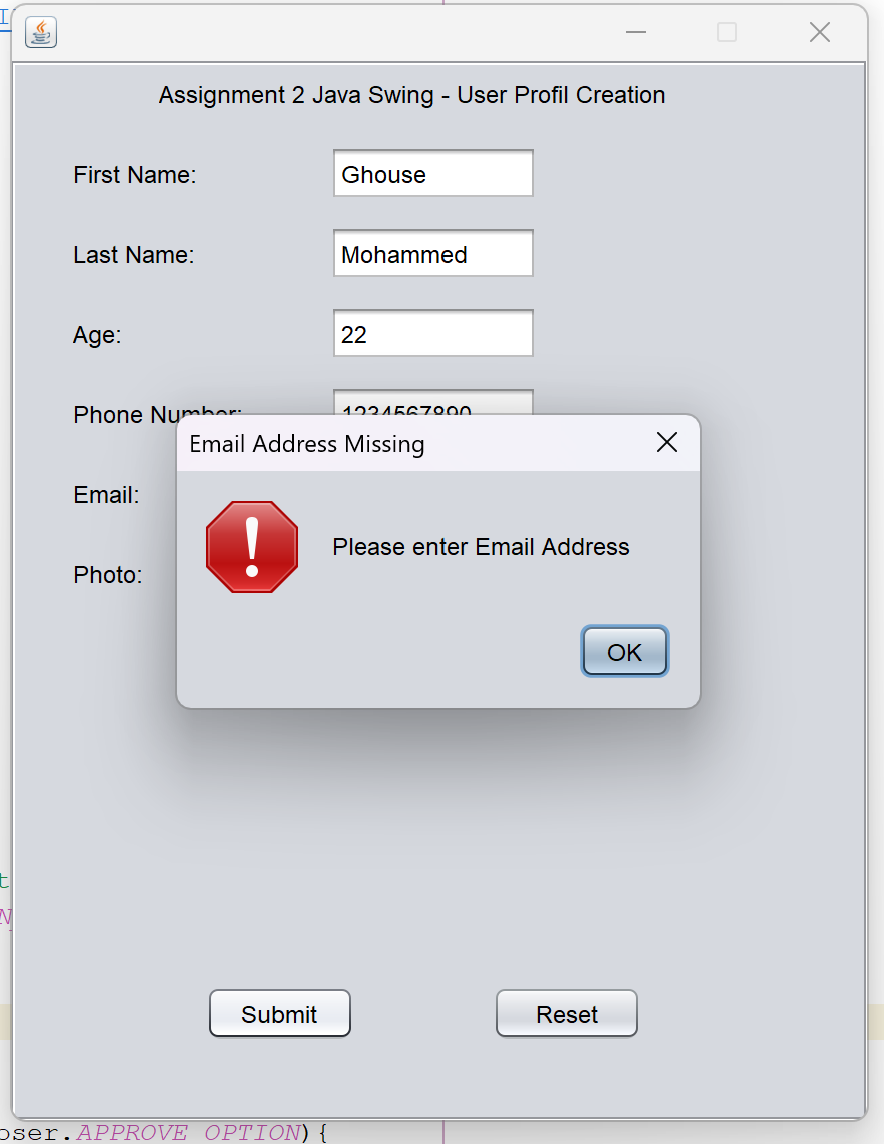 Assignment 2 Java Swing - User Profil Creation
First Name: Ghouse
Last Name: Mohammed
Age: 22
Phone Number: 1234567890
Email Address Missing
Email:
Please enter Email Address
Photo:
OK
Submit Reset
oser.APPROVE_OPTION){